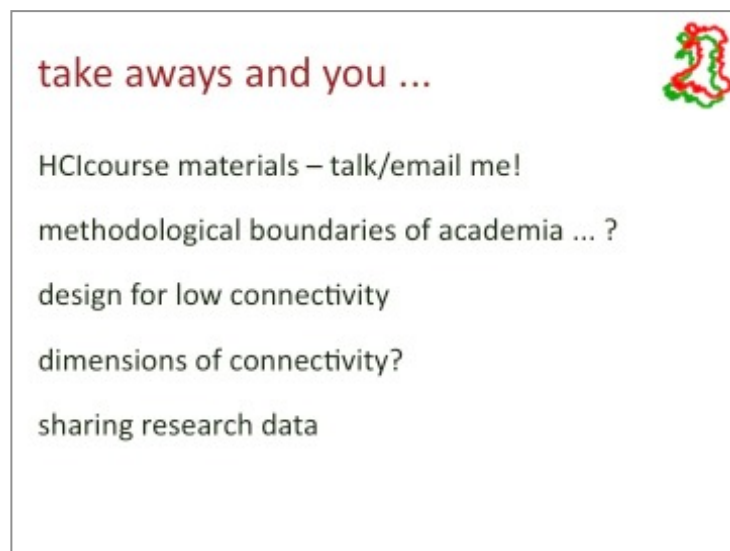 take aways and you ...
HCIcourse materials – talk/email me!
methodological boundaries of academia ... ?
design for low connectivity
dimensions of connectivity?
sharing research data